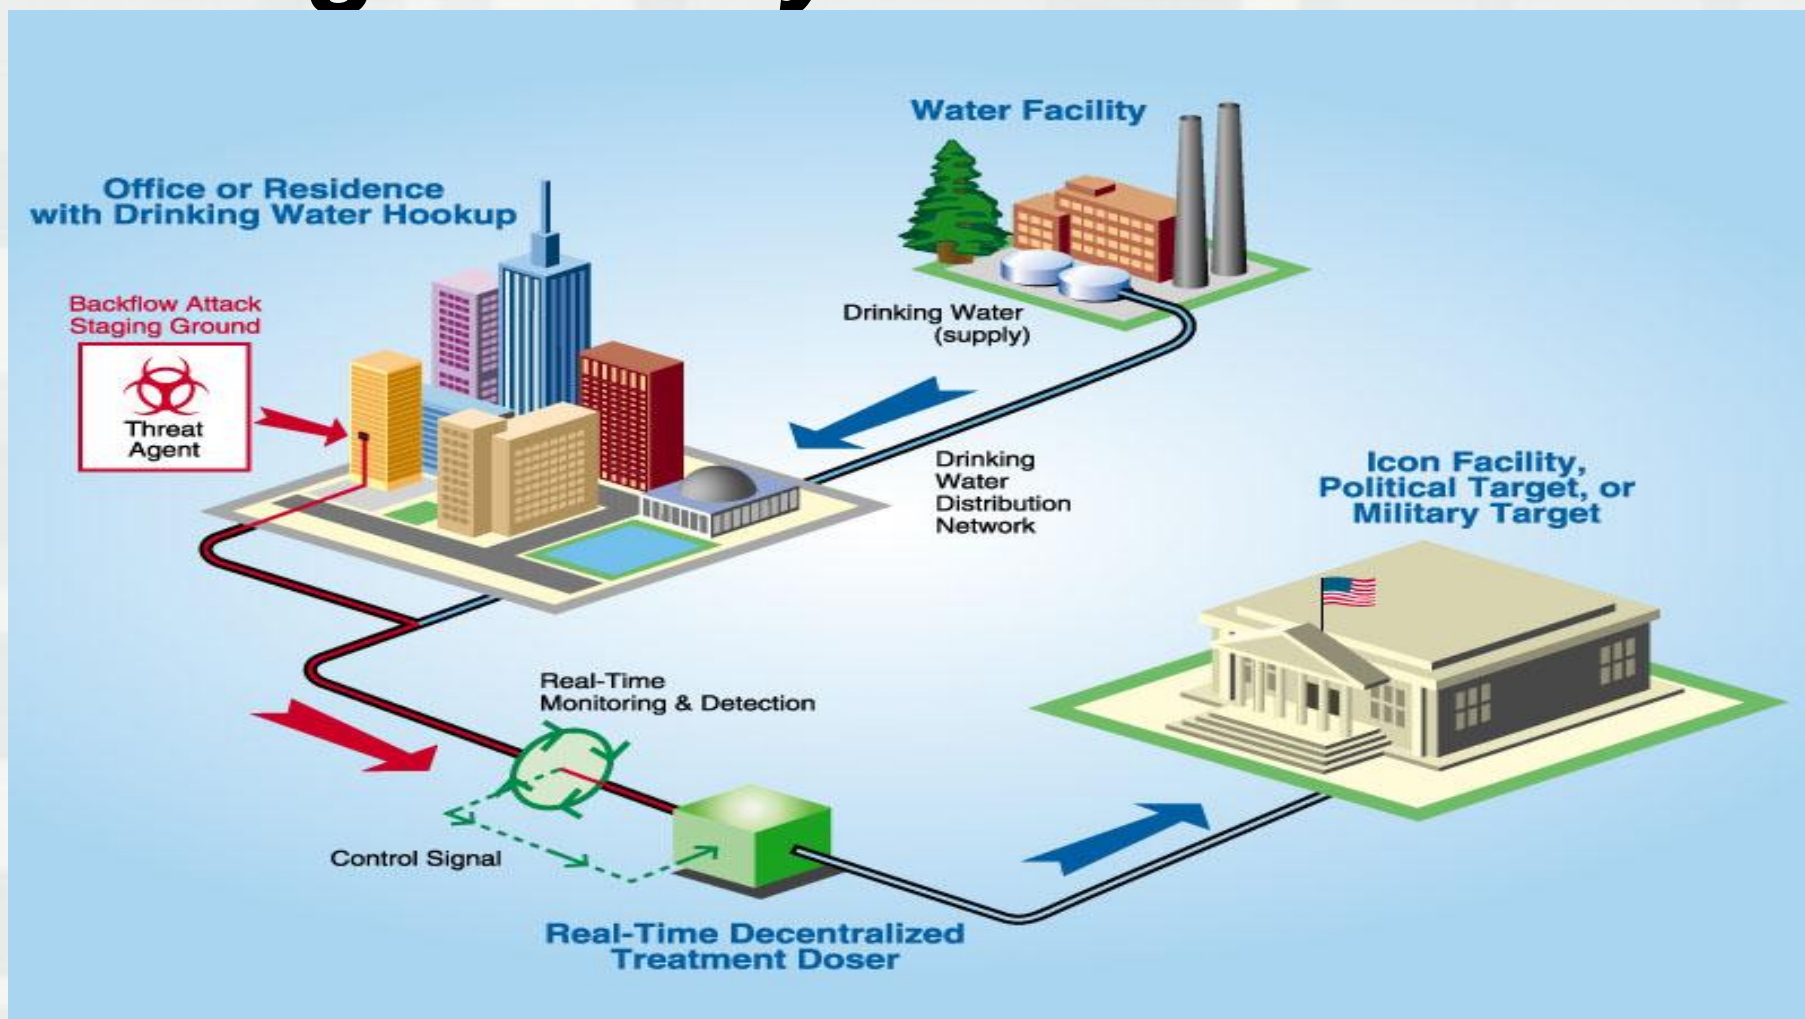 Water Facility
Office or Residence
with Drinking Water Hookup
Backflow Attack
Staging Ground
Threat
Agent
Drinking Water
(supply)
Drinking
Water
Distribution
Network
Icon Facility,
Political Target, or
Military Target
Real-Time
Monitoring & Detection
Control Signal
Real-Time Decentralized
Treatment Doser